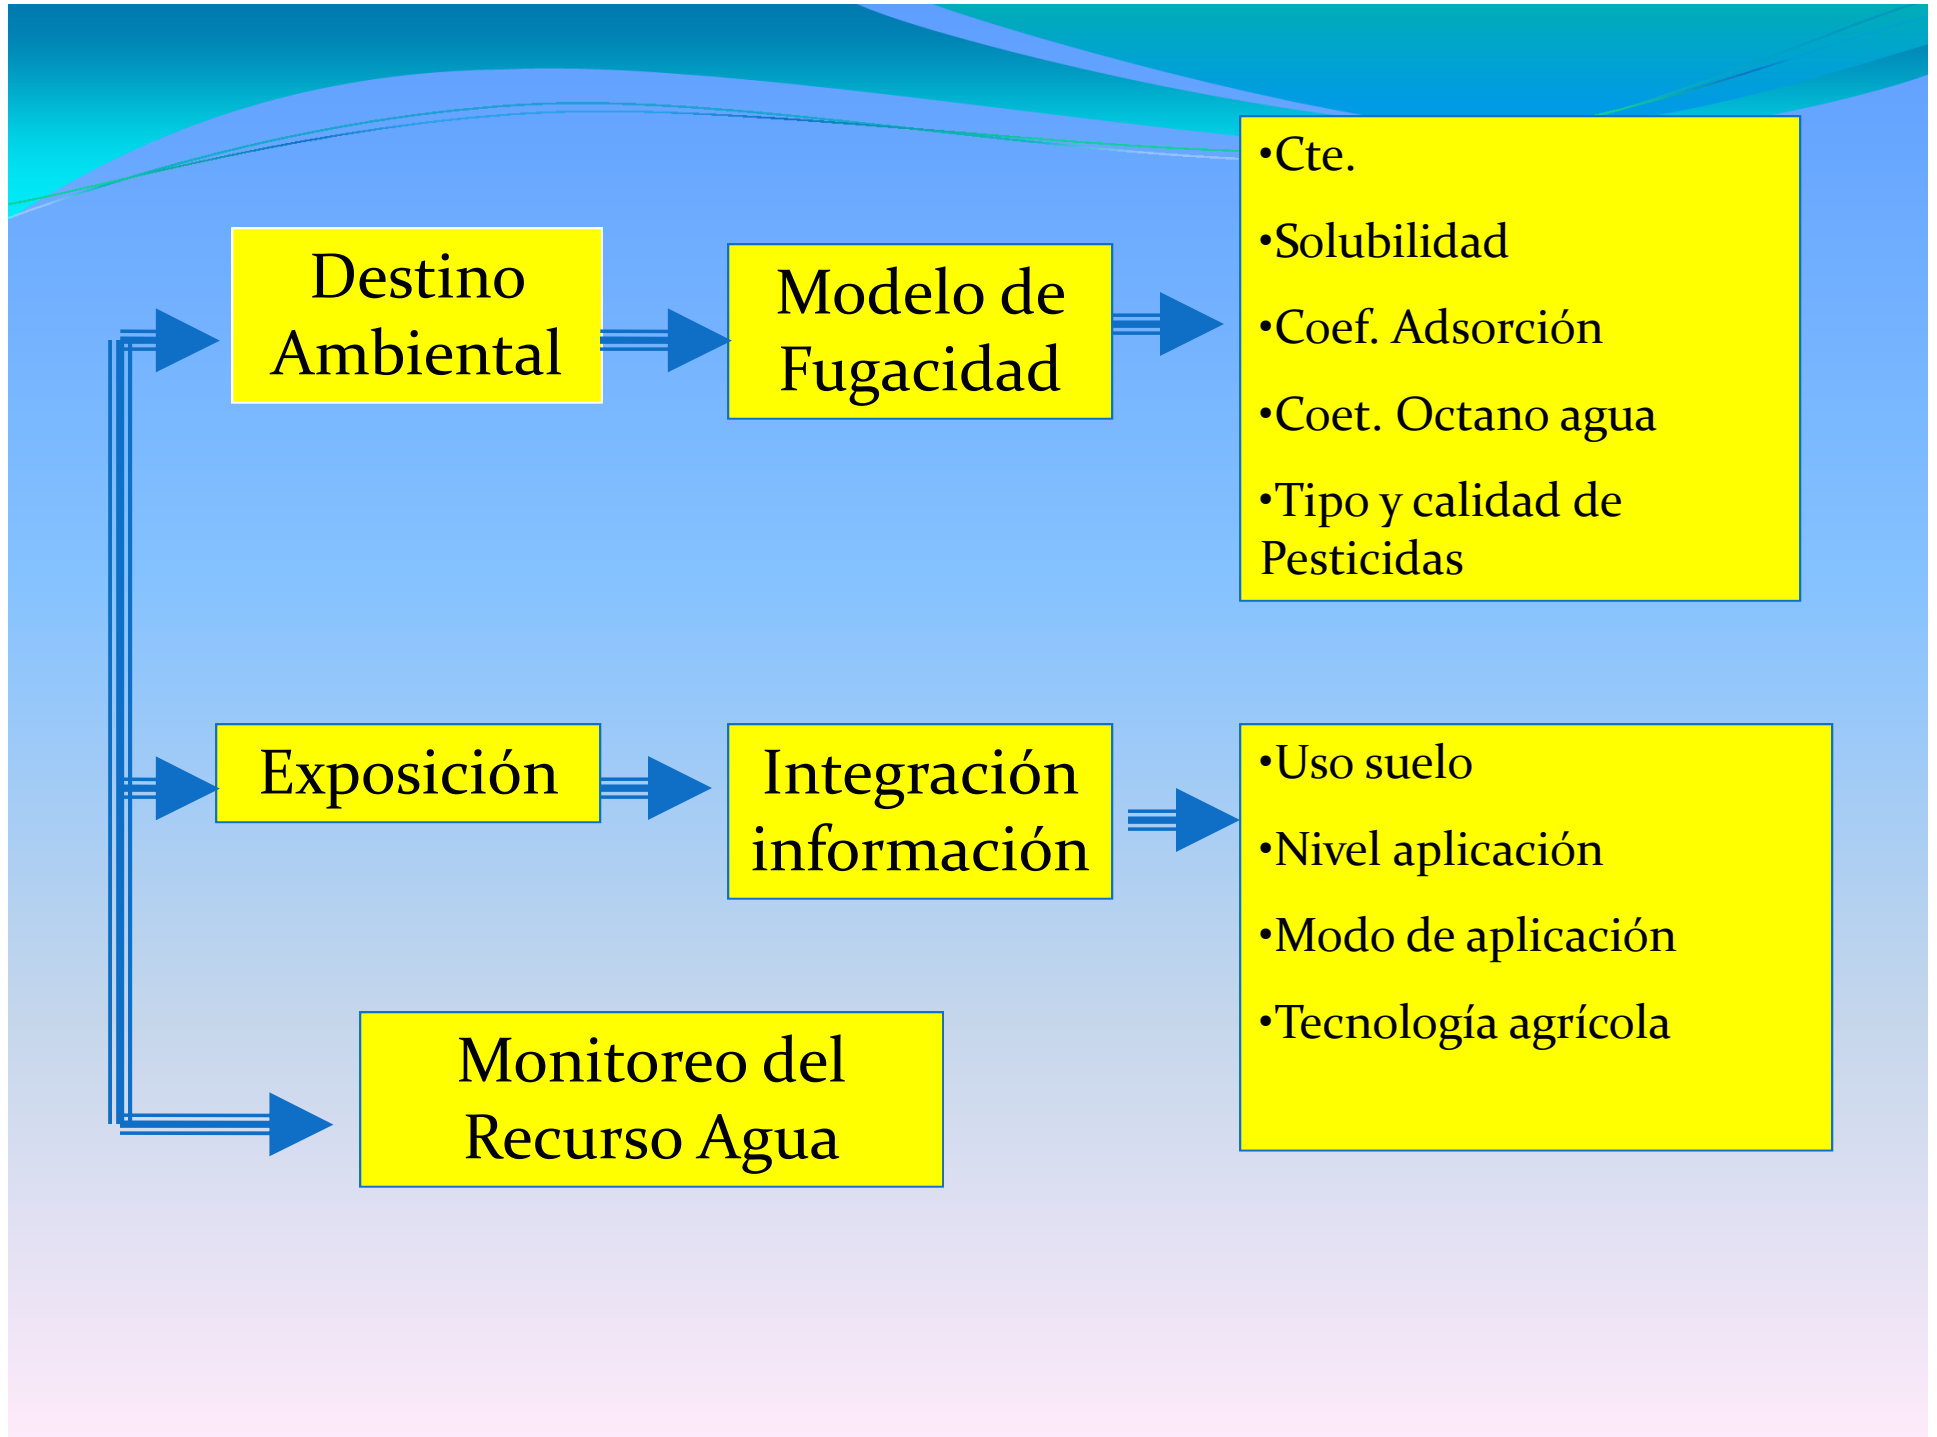 Destino
Ambiental
Modelo de
Fugacidad
•Cte.
•Solubilidad
•Coef. Adsorción
•Coet. Octano agua
•Tipo y calidad de
Pesticidas
Exposición
Integración
información
•Uso suelo
•Nivel aplicación
•Modo de aplicación
•Tecnología agrícola
Monitoreo del
Recurso Agua